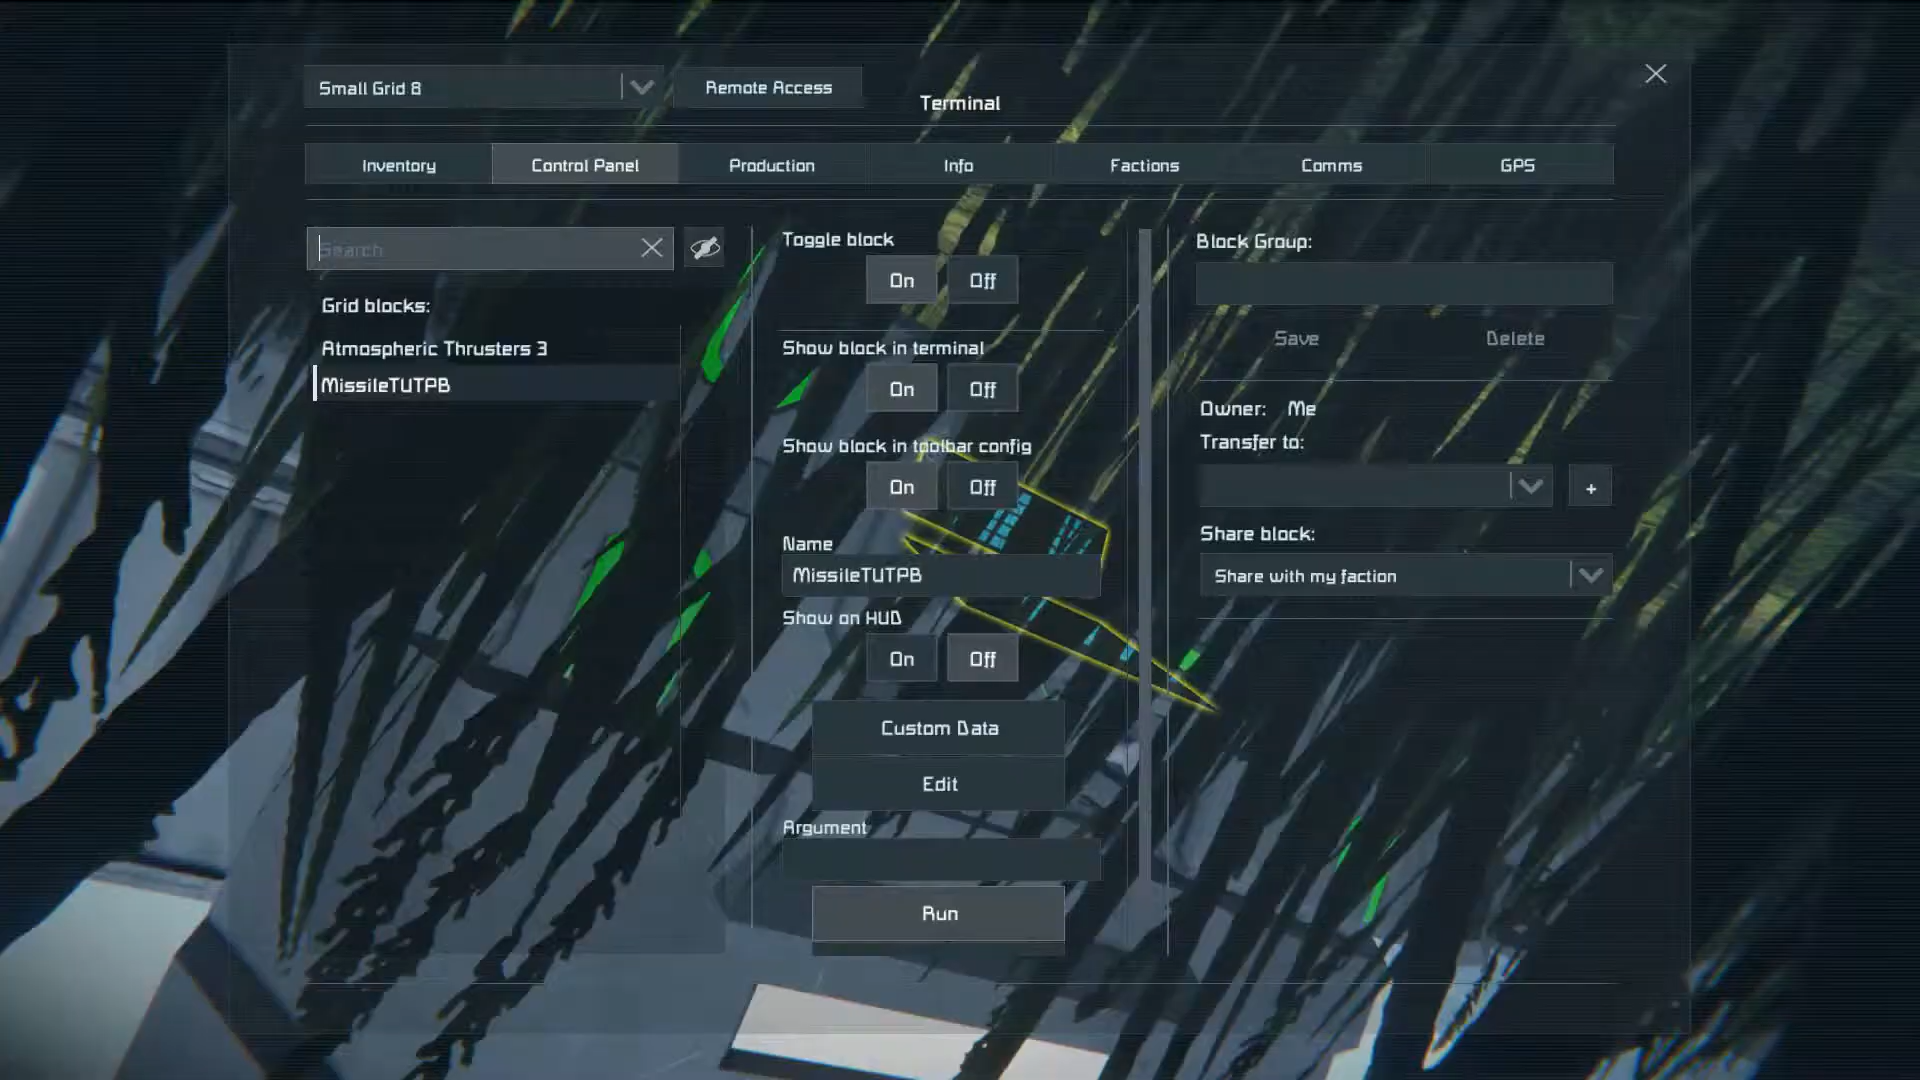 Small Grid 8
Remote Access
Terminal
Inventory
Control Panel
Production
Info
Factions
Comms
GPS
Search
Grid blocks:
Atmospheric Thrusters 3
MissileTUTPB
Toggle block
On
Off
Show block in terminal
On
Off
Show block in toolbar config
On
Off
Name
MissileTUTPB
Show on HUD
On
Off
Custom Data
Edit
Argument
Run
Block Group:
Save
Delete
Owner: Me
Transfer to:
+
Share block:
Share with my faction